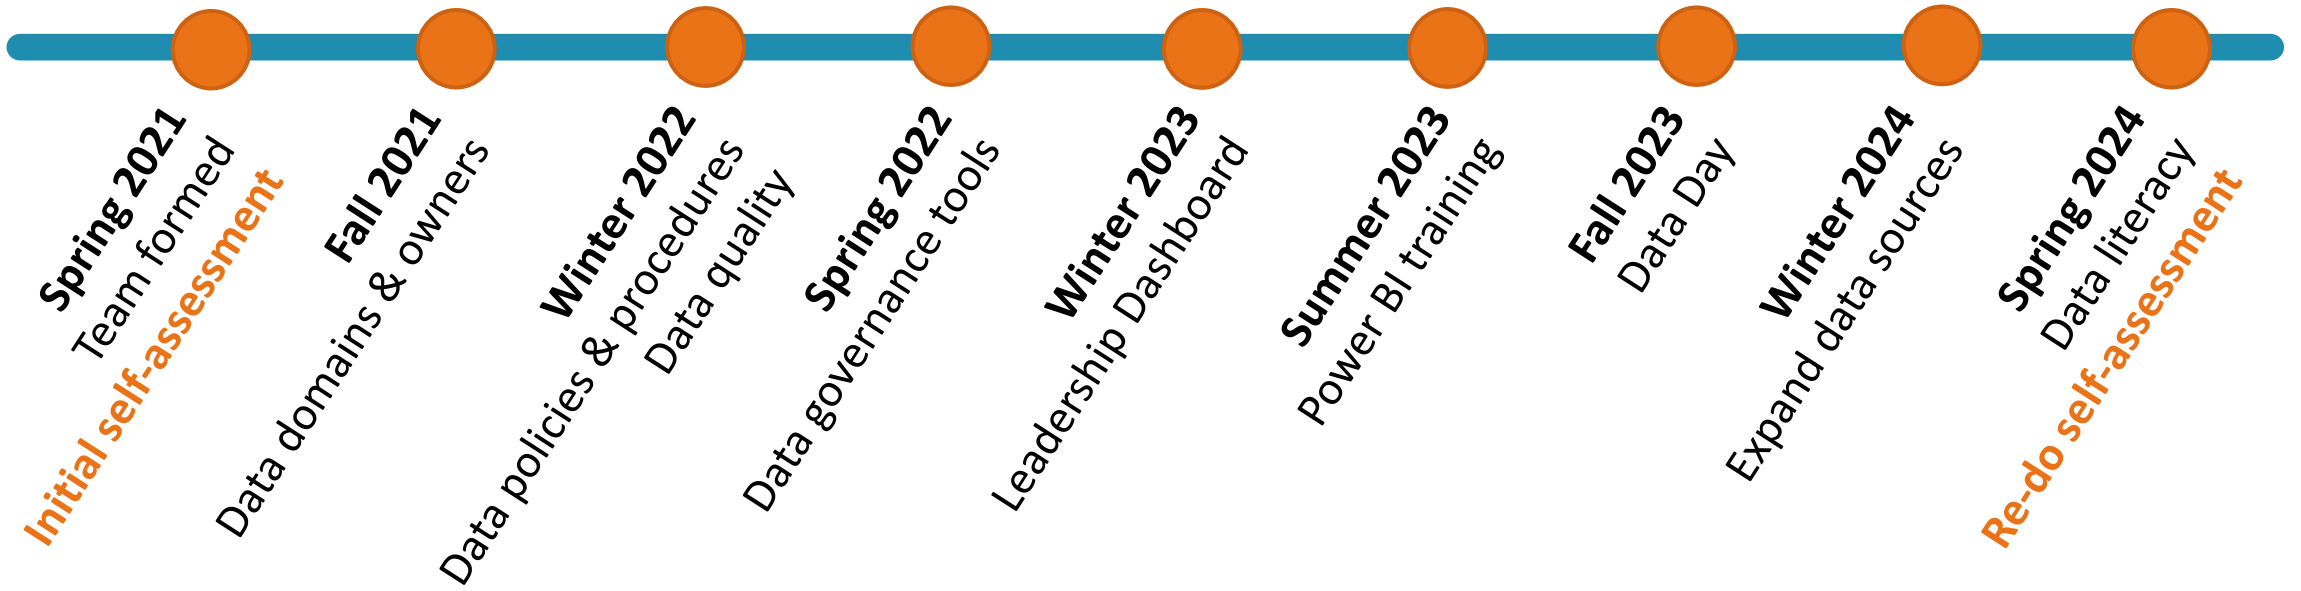 Spring 2021
Team formed
Initial self-assessment
Fall 2021
Data domains & owners
Winter 2022
Data policies & procedures
Data quality
Spring 2022
Data governance tools
Winter 2023
Leadership Dashboard
Summer 2023
Power BI training
Fall 2023
Data Day
Winter 2024
Expand data sources
Spring 2024
Data literacy
Re-do self-assessment